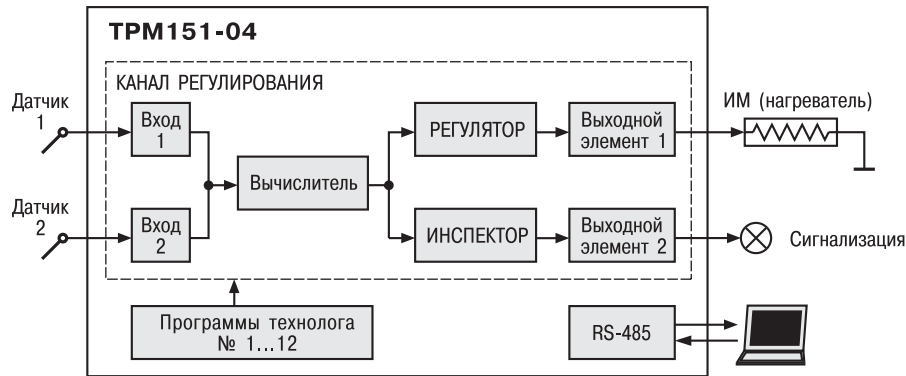 ТРМ151-04
КАНАЛ РЕГУЛИРОВАНИЯ
Датчик
1
Вход
1
РЕГУЛЯТОР
Выходной
элемент 1
ИМ (нагреватель)
Вычислитель
Датчик
2
Вход
2
ИНСПЕКТОР
Выходной
элемент 2
Сигнализация
Программы технолога
№ 1...12
RS-485